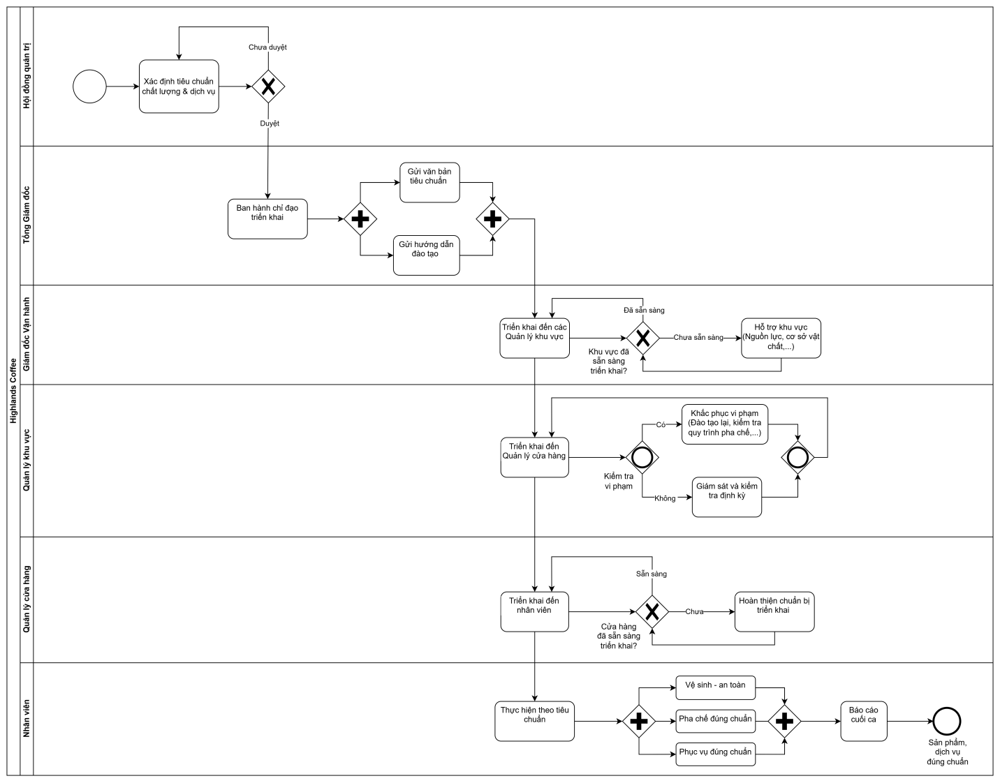 Highlands Coffee
Hội đồng quản trị
Chưa duyệt
Xác định tiêu chuẩn
chất lượng & dịch vụ
Duyệt
Tổng Giám đốc
Gửi văn bản
tiêu chuẩn
Ban hành chỉ đạo
triển khai
Gửi hướng dẫn
đào tạo
Giám đốc Vận hành
Đã sẵn sàng
Triển khai đến các
Quản lý khu vực
Chưa sẵn sàng
Hỗ trợ khu vực
(Nguồn lực, cơ sở vật
chất,...)
Khu vực đã
sẵn sàng
triển khai?
Quản lý khu vực
Khắc phục vi phạm
(Đào tạo lại, kiểm tra
quy trình pha chế,...)
Có
Triển khai đến
Quản lý cửa hàng
Kiểm tra
vi phạm
Giám sát và kiểm
tra định kỳ
Không
Quản lý cửa hàng
Sẵn sàng
Triển khai đến
nhân viên
Chưa
Hoàn thiện chuẩn bị
triển khai
Cửa hàng
đã sẵn sàng
triển khai?
Nhân viên
Vệ sinh - an toàn
Thực hiện theo tiêu
chuẩn
Pha chế đúng chuẩn
Báo cáo
cuối ca
Phục vụ đúng chuẩn
Sản phẩm,
dịch vụ
đúng chuẩn